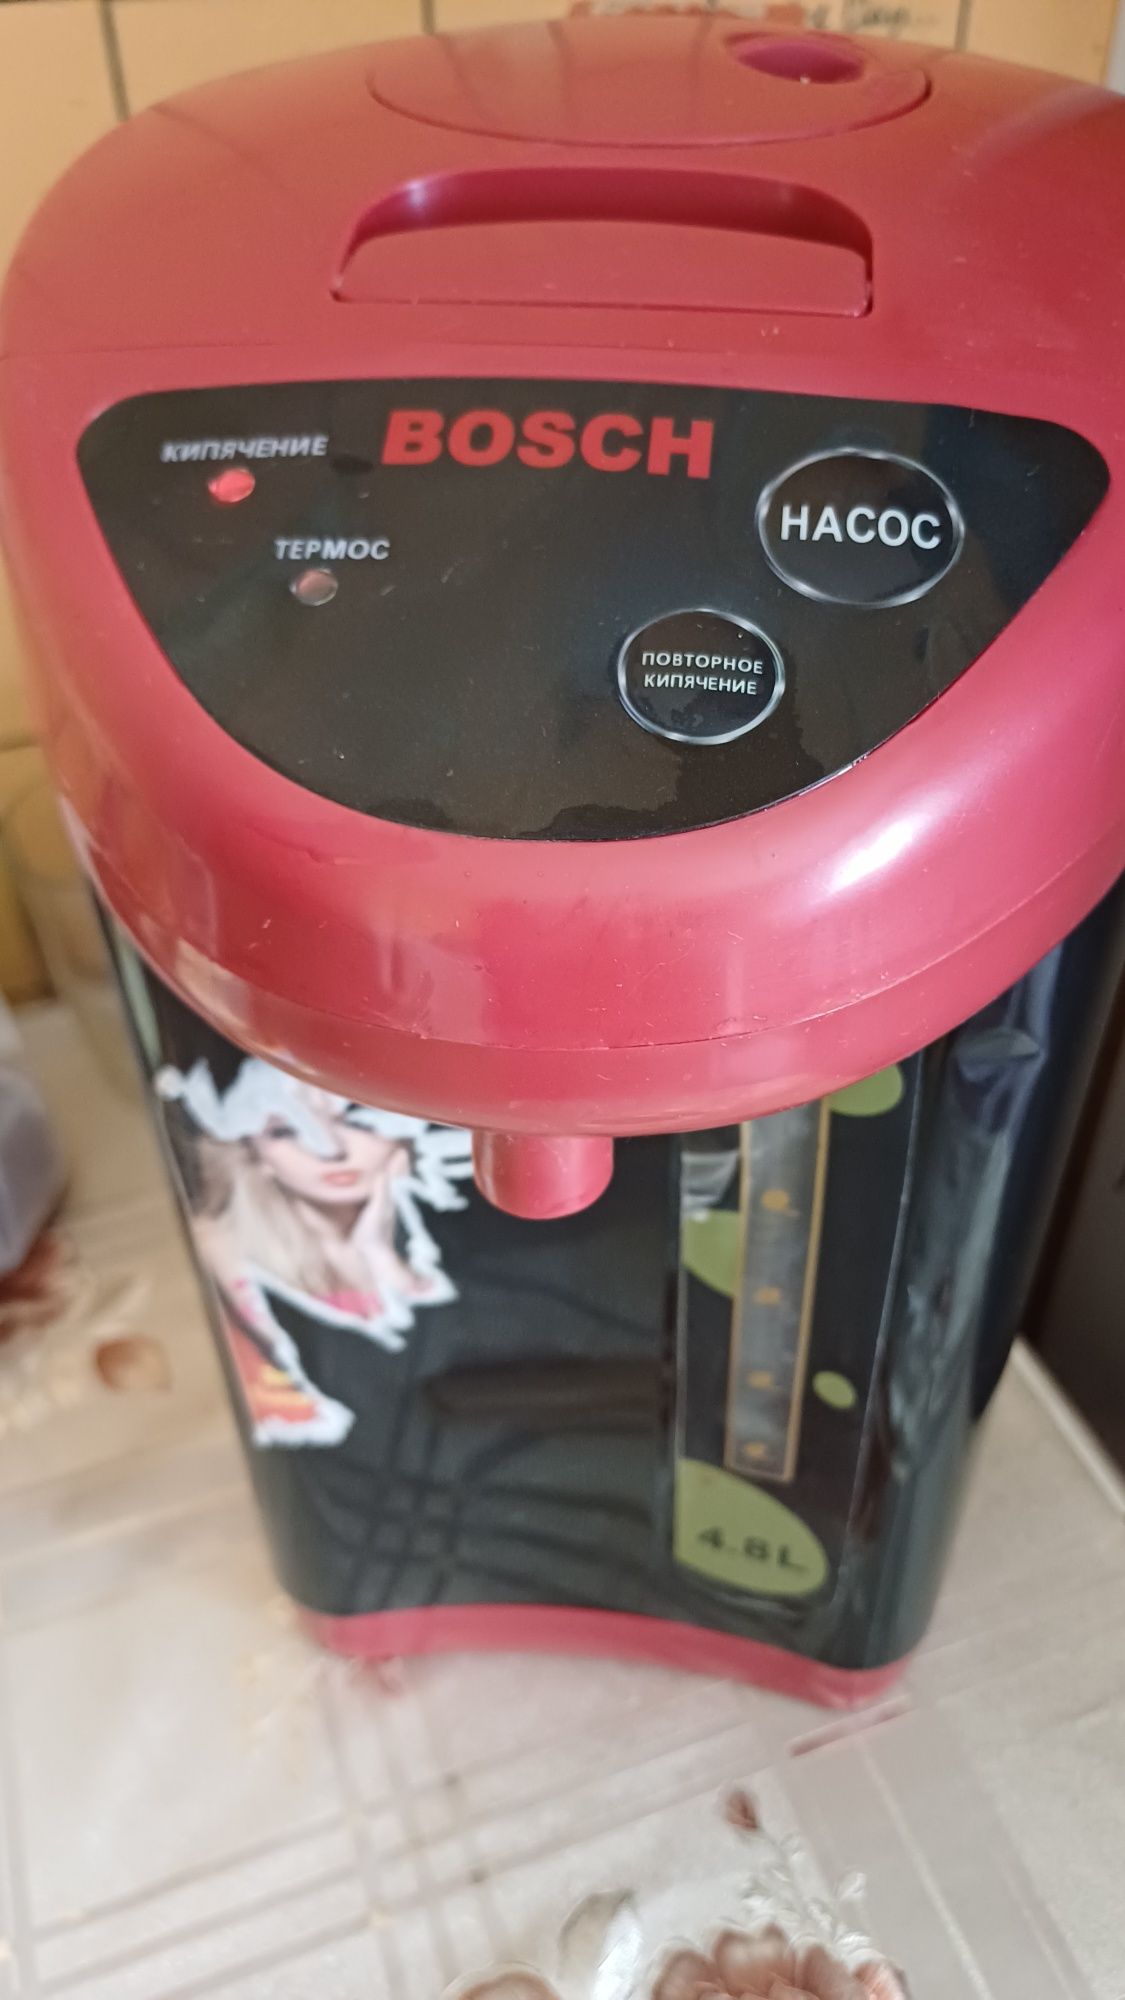 КИПЯЧЕНИЕ
BOSCH
ТЕРМОС
НАСОС
ПОВТОРНОЕ
КИПЯЧЕНИЕ
4.8L